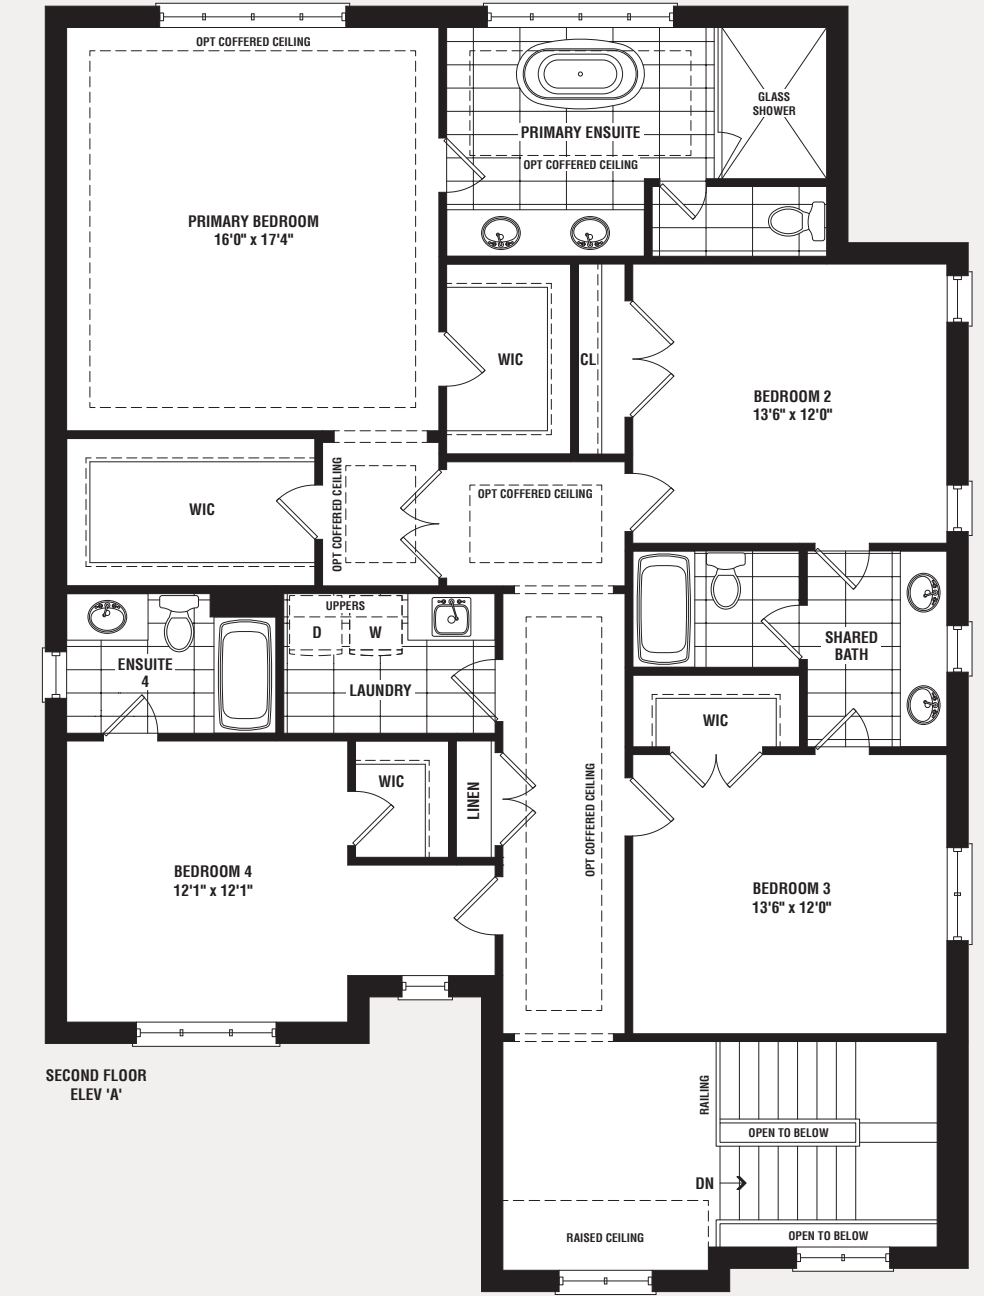 OPT COFFERED CEILING
GLASS
SHOWER
PRIMARY ENSUITE
OPT COFFERED CEILING
PRIMARY BEDROOM
16'0" x 17'4"
WIC
CL
BEDROOM 2
13'6" x 12'0"
WIC
OPT COFFERED CEILING
OPT COFFERED CEILING
UPPERS
D
W
ENSUITE
4
LAUNDRY
SHARED
BATH
WIC
WIC
LINEN
OPT COFFERED CEILING
BEDROOM 4
12'1" x 12'1"
BEDROOM 3
13'6" x 12'0"
SECOND FLOOR
ELEV 'A'
RAILING
OPEN TO BELOW
DN
RAISED CEILING
OPEN TO BELOW